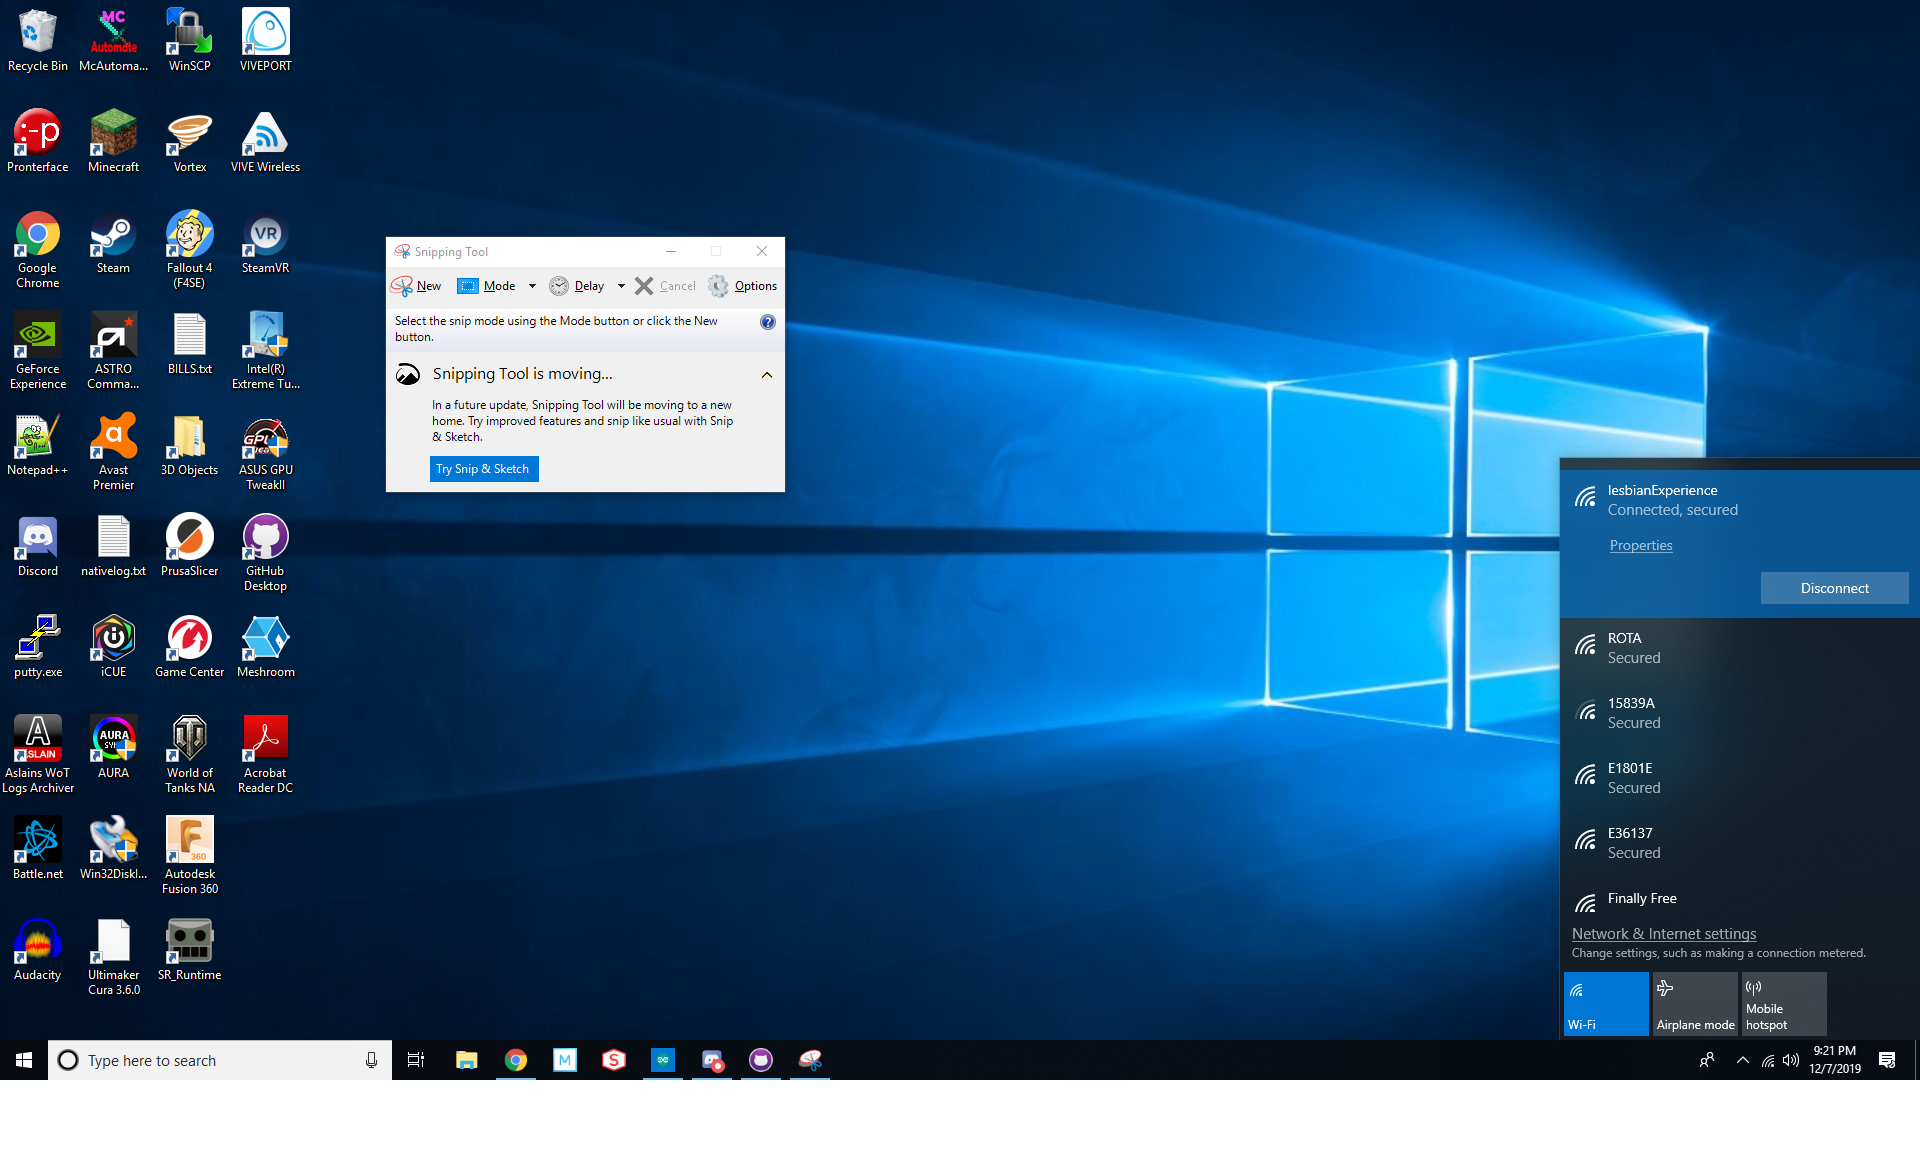 Recycle Bin
McAutoma...
WinSCP
VIVEPORT
Pronterface
Minecraft
Vortex
VIVE Wireless
Google
Chrome
Steam
Fallout 4
(F4SE)
SteamVR
GeForce
Experience
ASTRO
Comma...
BILLS.txt
Intel(R)
Extreme Tu...
Notepad++
Avast
Premier
3D Objects
ASUS GPU
TweakII
Discord
nativelog.txt
PrusaSlicer
GitHub
Desktop
putty.exe
iCUE
Game Center
Meshroom
Aslains WoT
Logs Archiver
AURA
World of
Tanks NA
Acrobat
Reader DC
Battle.net
Win32DiskI...
Autodesk
Fusion 360
Audacity
Ultimaker
Cura 3.6.0
SR_Runtime
MC
Automate
:-p
VR
a
A
ASLAIN
AURA
360
Snipping Tool
New Mode Delay Cancel Options
Select the snip mode using the Mode button or click the New
button.
Snipping Tool is moving...
In a future update, Snipping Tool will be moving to a new
home. Try improved features and snip like usual with Snip
& Sketch.
Try Snip & Sketch
lesbianExperience
Connected, secured
Properties
Disconnect
ROTA
Secured
15839A
Secured
E1801E
Secured
E36137
Secured
Finally Free
Network & Internet settings
Change settings, such as making a connection metered.
Wi-Fi
Airplane mode
Mobile
hotspot
Type here to search
M
S
9:21 PM
12/7/2019